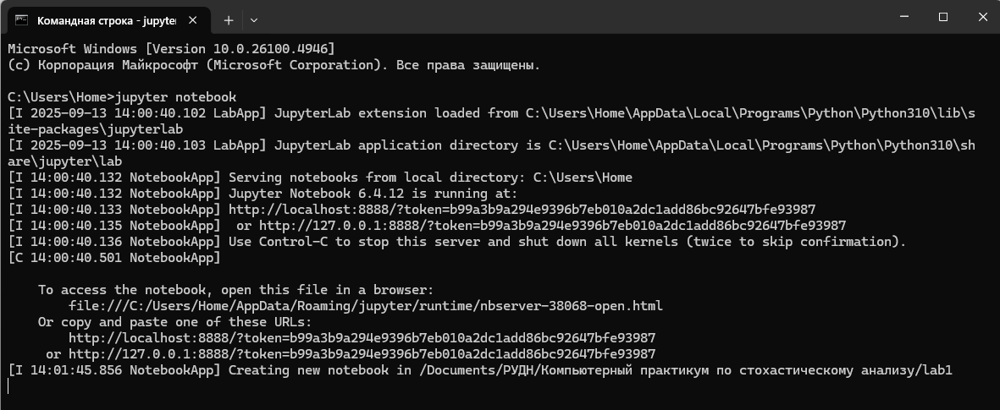 Командная строка - jupyte
Microsoft Windows [Version 10.0.26100.4946]
(c) Корпорация Майкрософт (Microsoft Corporation). Все права защищены.
C:\Users\Home>jupyter notebook
[I 2025-09-13 14:00:40.102 LabApp] JupyterLab extension loaded from C:\Users\Home\AppData\Local\Programs\Python\Python310\lib\s
ite-packages\jupyterlab
[I 2025-09-13 14:00:40.103 LabApp] JupyterLab application directory is C:\Users\Home\AppData\Local\Programs\Python\Python310\sh
are\jupyter\lab
[I 14:00:40.132 NotebookApp] Serving notebooks from local directory: C:\Users\Home
[I 14:00:40.132 NotebookApp] Jupyter Notebook 6.4.12 is running at:
[I 14:00:40.133 NotebookApp] http://localhost:8888/?token=b99a3b9a294e9396b7eb010a2dc1add86bc92647bfe93987
[I 14:00:40.135 NotebookApp]  or http://127.0.0.1:8888/?token=b99a3b9a294e9396b7eb010a2dc1add86bc92647bfe93987
[I 14:00:40.136 NotebookApp] Use Control-C to stop this server and shut down all kernels (twice to skip confirmation).
[C 14:00:40.501 NotebookApp]
To access the notebook, open this file in a browser:
file:///C:/Users/Home/AppData/Roaming/jupyter/runtime/nbserver-38068-open.html
Or copy and paste one of these URLs:
http://localhost:8888/?token=b99a3b9a294e9396b7eb010a2dc1add86bc92647bfe93987
or http://127.0.0.1:8888/?token=b99a3b9a294e9396b7eb010a2dc1add86bc92647bfe93987
[I 14:01:45.856 NotebookApp] Creating new notebook in /Documents/РУДН/Компьютерный практикум по стохастическому анализу/lab1